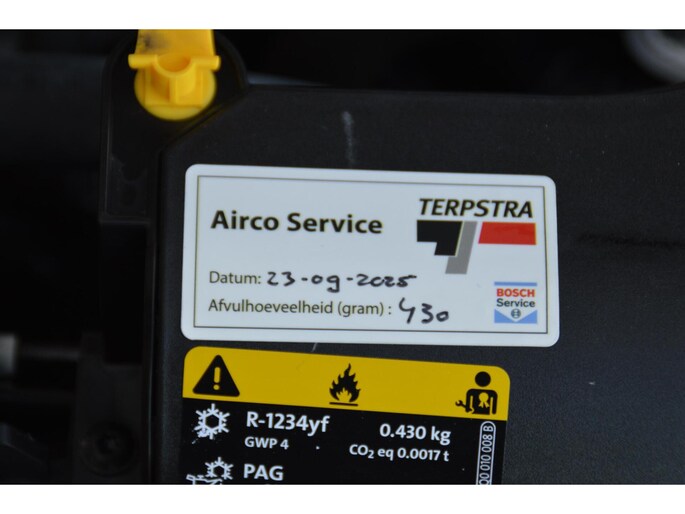 TERPSTRA
Airco Service
Datum: 23-09-2025
Afvulhoeveelheid (gram) : 430
BOSCH
Service
R-1234yf 0.430 kg
GWP 4 CO₂ eq 0.0017 t
PAG